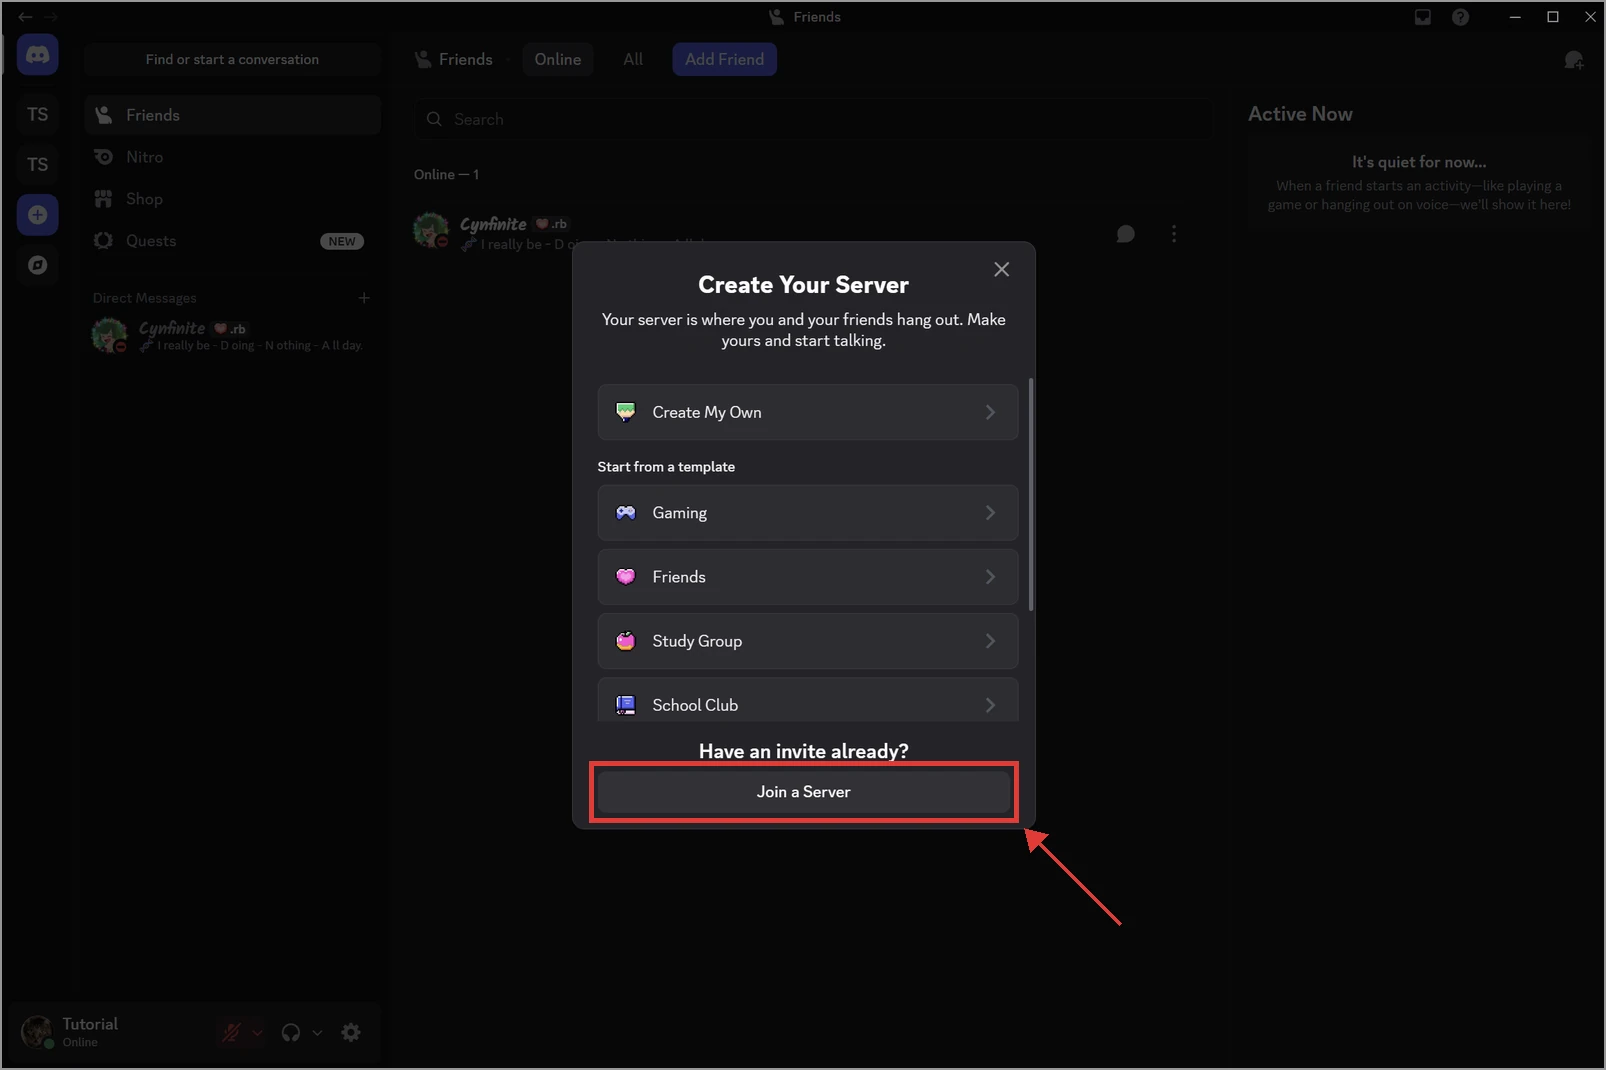 Friends
Find or start a conversation
Friends
Online
All
Add Friend
TS
TS
Friends
Nitro
Shop
Quests
NEW
Direct Messages
Cynfinite .rb
I really be - D oing - N othing - A ll day.
Search
Online — 1
Cynfinite .rb
I really be - D oi
Active Now
It's quiet for now...
When a friend starts an activity—like playing a
game or hanging out on voice—we'll show it here!
Create Your Server
Your server is where you and your friends hang out. Make
yours and start talking.
Create My Own
Start from a template
Gaming
Friends
Study Group
School Club
Have an invite already?
Join a Server
Tutorial
Online